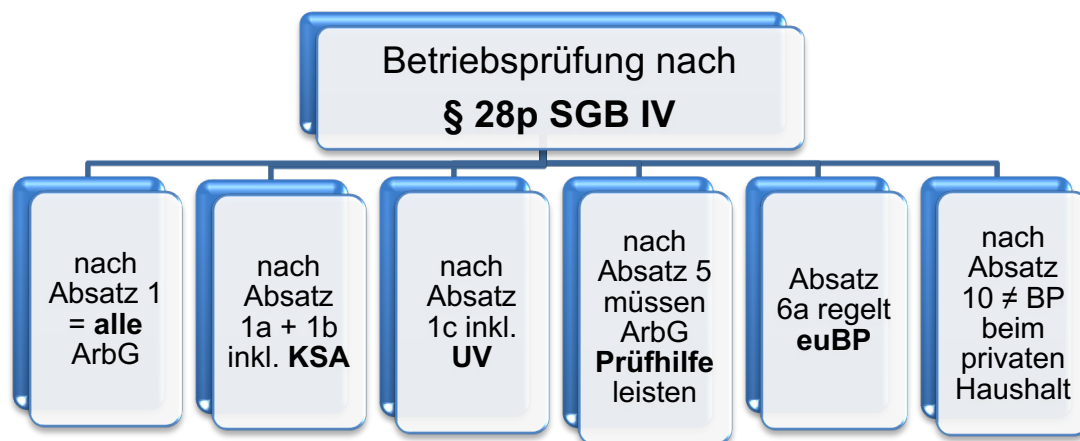 Betriebsprüfung nach
§ 28p SGB IV
nach
Absatz 1
= alle
ArbG
nach
Absatz
1a + 1b
inkl. KSA
nach
Absatz
1c inkl.
UV
nach
Absatz 5
müssen
ArbG
Prüfhilfe
leisten
Absatz
6a regelt
euBP
nach
Absatz
10 ≠ BP
beim
privaten
Haushalt